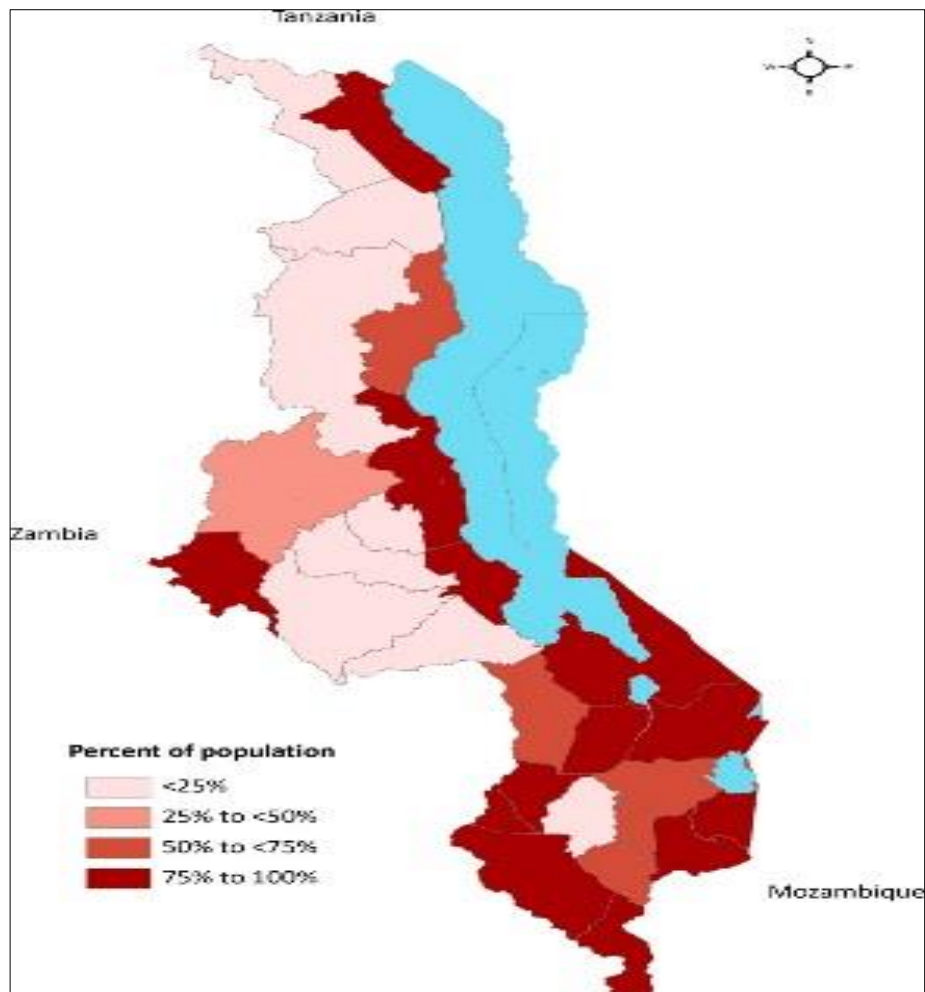 Tanzania
Zambia
Percent of population
<25%
25% to <50%
50% to <75%
75% to 100%
Mozambique